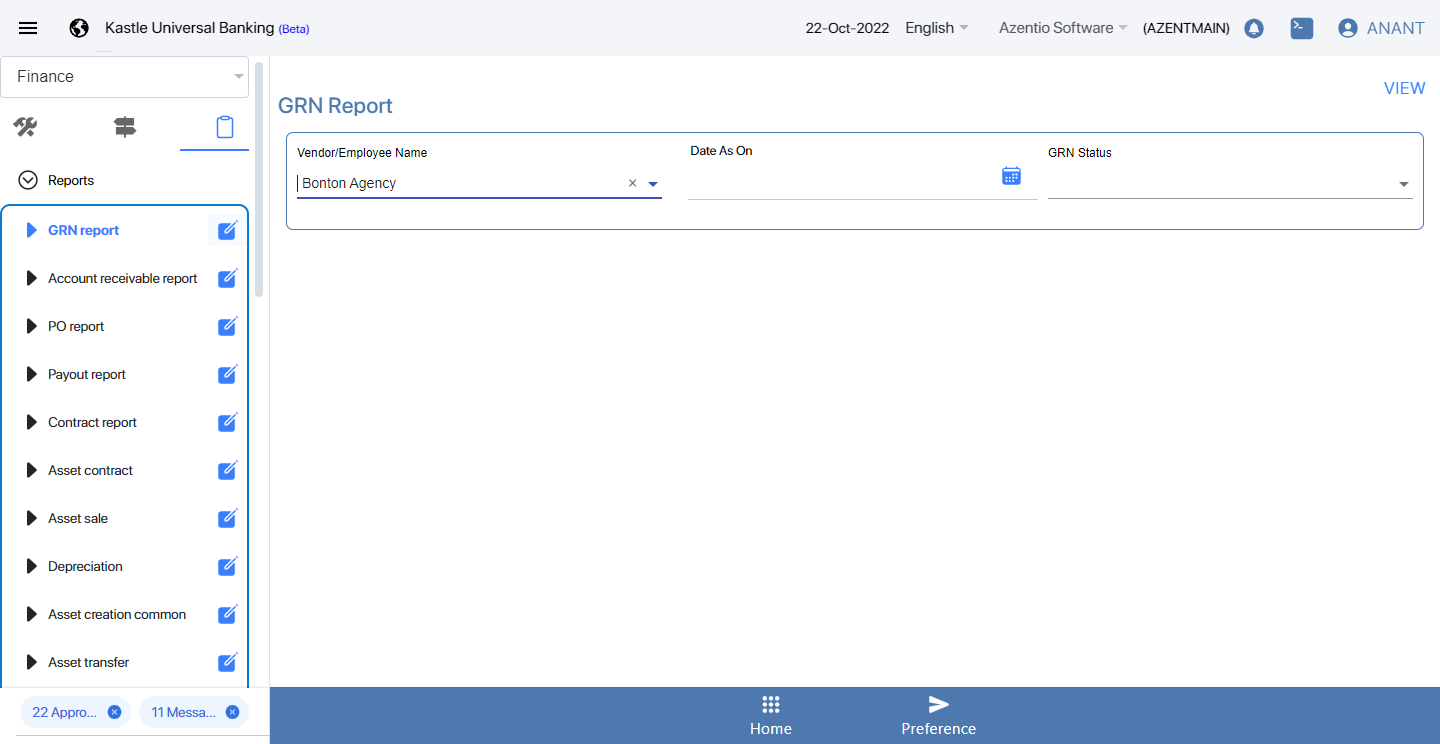 Kastle Universal Banking (Beta)
22-Oct-2022
English
Azentio Software
(AZENTMAIN)
ANANT
Finance
Reports
GRN report
Account receivable report
PO report
Payout report
Contract report
Asset contract
Asset sale
Depreciation
Asset creation common
Asset transfer
22 Appro...
11 Messa...
VIEW
GRN Report
Vendor/Employee Name
Bonton Agency
Date As On
GRN Status
Home
Preference